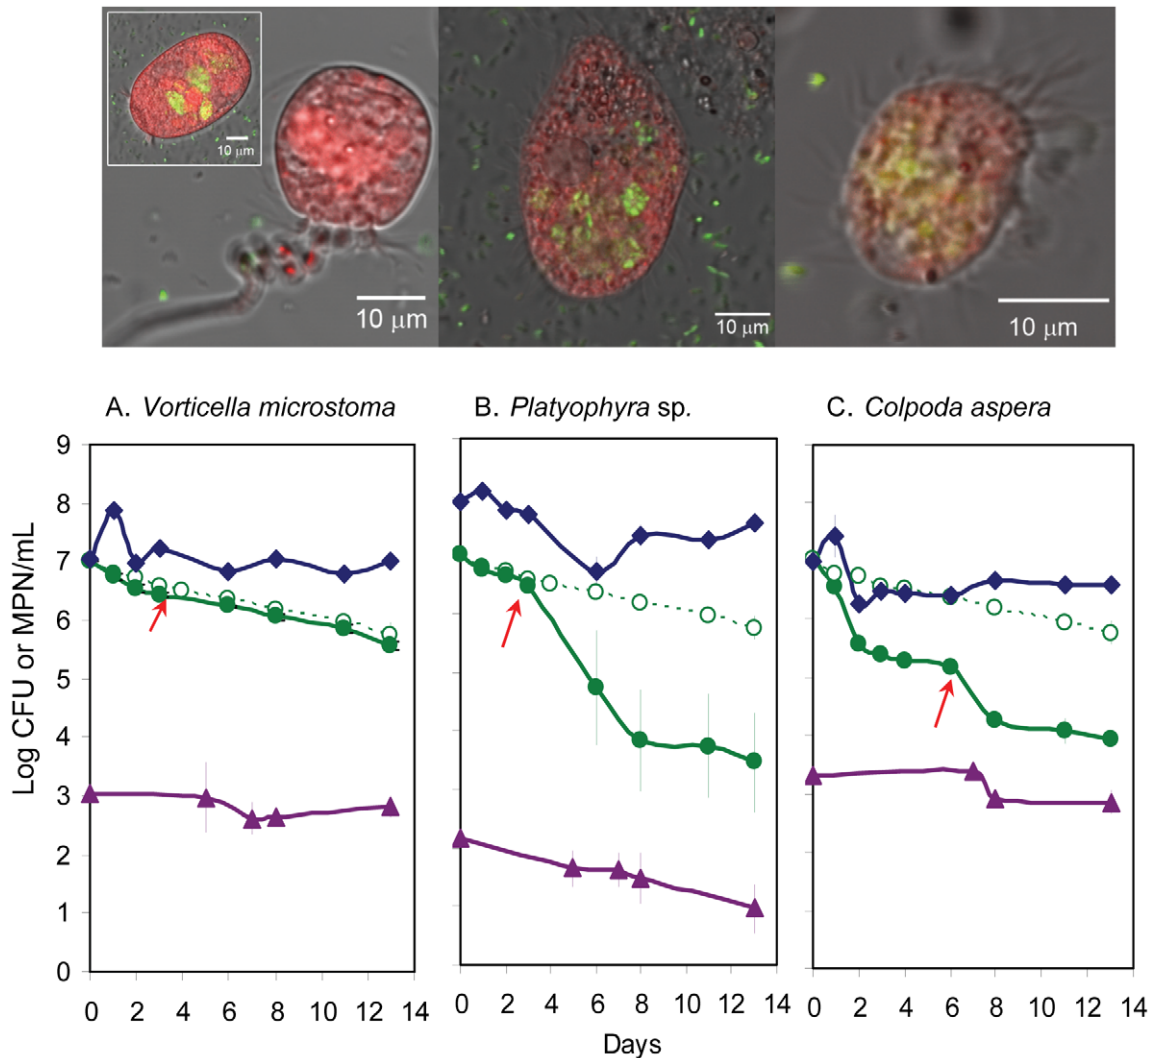 10 μm
10 μm
10 μm
10 μm
A. Vorticella microstoma
B. Platyophyra sp.
C. Colpoda aspera
Log CFU or MPN/mL
9
8
7
6
5
4
3
2
1
0
0 2 4 6 8 10 12 14
0 2 4 6 8 10 12 14
0 2 4 6 8 10 12 14
Days